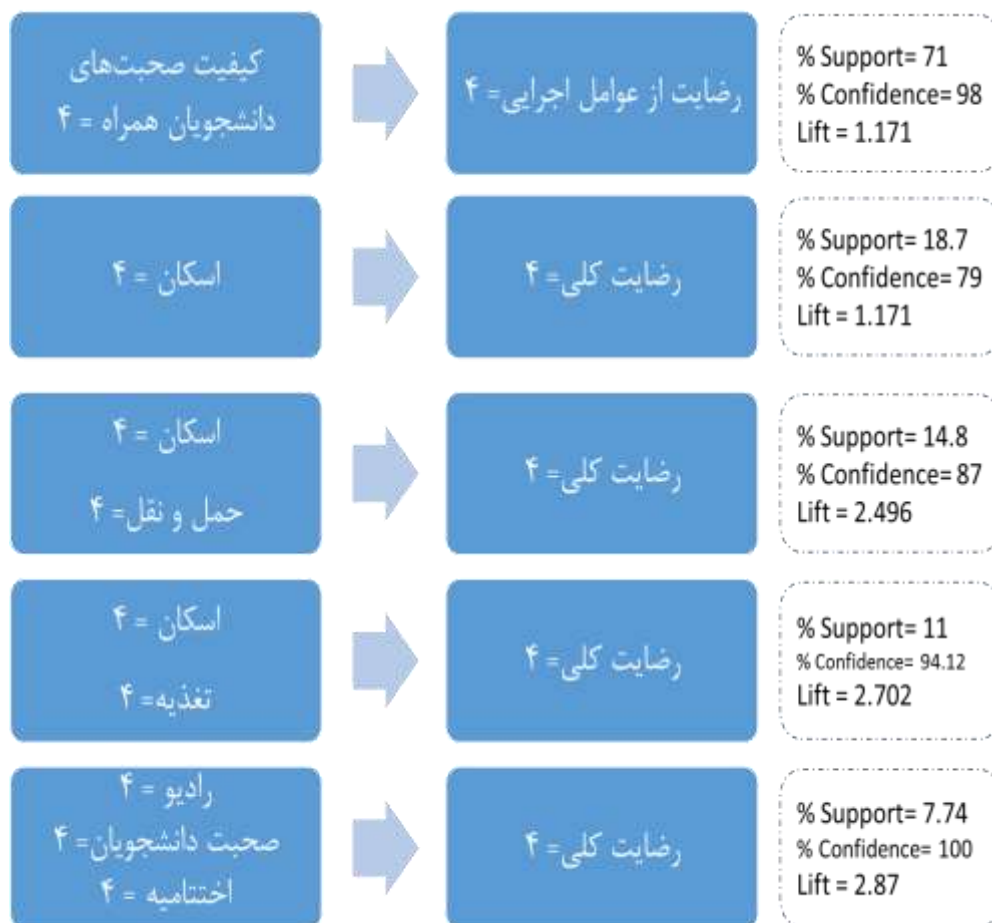 کیفیت صحبت‌های
دانشجویان همراه = ۴
رضایت از عوامل اجرایی= ۴
% Support= 71
% Confidence= 98
Lift = 1.171
اسکان = ۴
رضایت کلی= ۴
% Support= 18.7
% Confidence= 79
Lift = 1.171
اسکان = ۴
حمل و نقل= ۴
رضایت کلی= ۴
% Support= 14.8
% Confidence= 87
Lift = 2.496
اسکان = ۴
تغذیه= ۴
رضایت کلی= ۴
% Support= 11
% Confidence= 94.12
Lift = 2.702
رادیو = ۴
صحبت دانشجویان= ۴
اختتامیه = ۴
رضایت کلی= ۴
% Support= 7.74
% Confidence= 100
Lift = 2.87